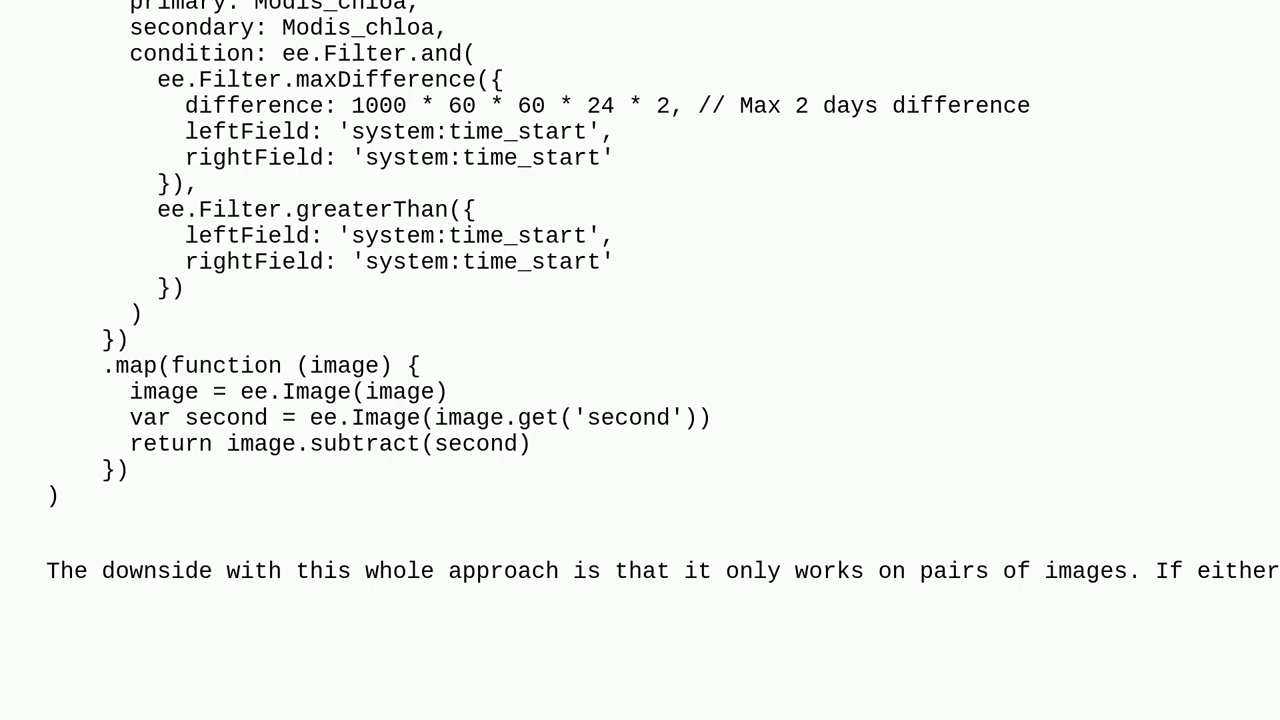 primary: Modis_chloa,
secondary: Modis_chloa,
condition: ee.Filter.and(
ee.Filter.maxDifference({
difference: 1000 * 60 * 60 * 24 * 2, // Max 2 days difference
leftField: 'system:time_start',
rightField: 'system:time_start'
}),
ee.Filter.greaterThan({
leftField: 'system:time_start',
rightField: 'system:time_start'
})
)
})
.map(function (image) {
image = ee.Image(image)
var second = ee.Image(image.get('second'))
return image.subtract(second)
})
)
The downside with this whole approach is that it only works on pairs of images. If either